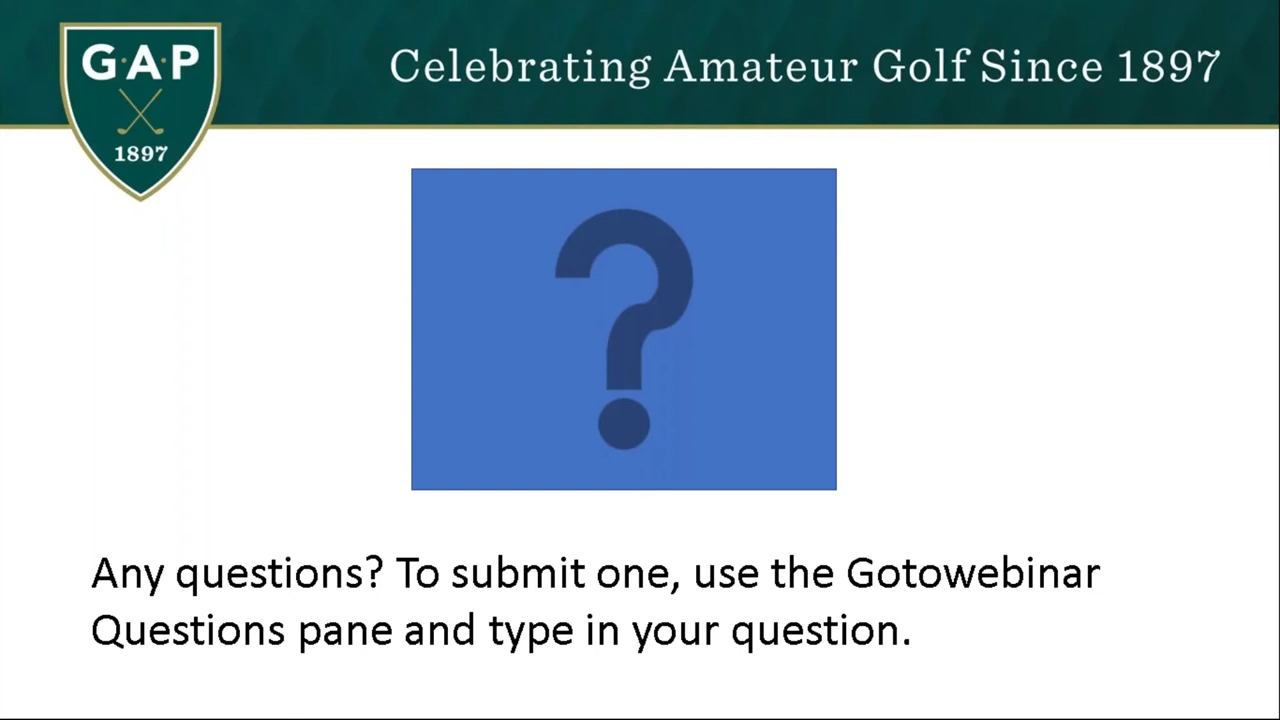 G·A·P
1897
Celebrating Amateur Golf Since 1897
?
Any questions? To submit one, use the Gotowebinar
Questions pane and type in your question.